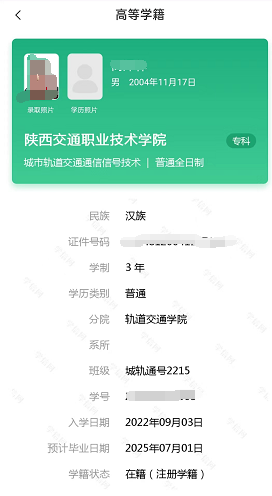 高等学籍
男 2004年11月17日
录取照片 学历照片
陕西交通职业技术学院 专科
城市轨道交通通信信号技术 | 普通全日制
民族 汉族
证件号码
学制 3 年
学历类别 普通
分院 轨道交通学院
系所
班级 城轨通号2215
学号
入学日期 2022年09月03日
预计毕业日期 2025年07月01日
学籍状态 在籍（注册学籍）